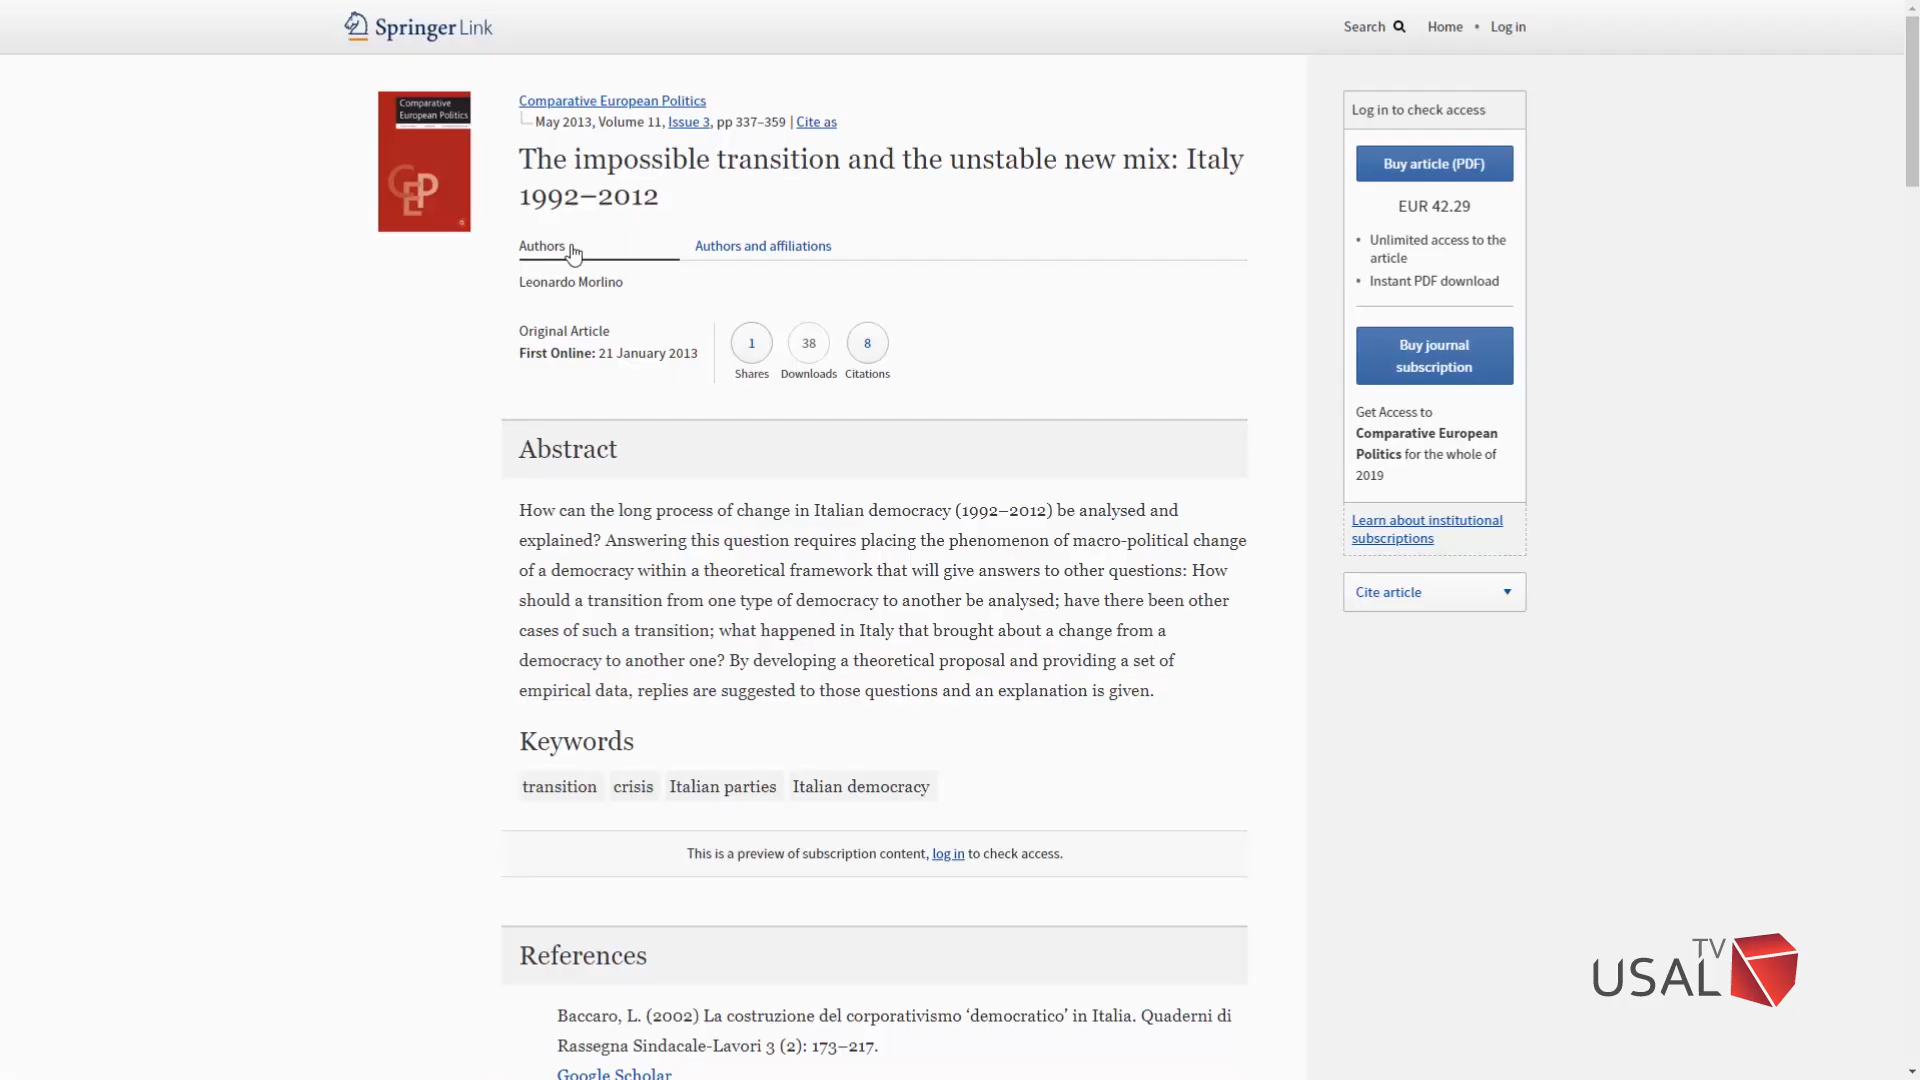 Springer Link
Search
Home • Log in
Comparative
European Politics
CEP
Comparative European Politics
May 2013, Volume 11, Issue 3, pp 337–359 | Cite as
The impossible transition and the unstable new mix: Italy
1992–2012
Authors
Authors and affiliations
Leonardo Morlino
Original Article
First Online: 21 January 2013
1
Shares
38
Downloads
8
Citations
Abstract
How can the long process of change in Italian democracy (1992–2012) be analysed and
explained? Answering this question requires placing the phenomenon of macro-political change
of a democracy within a theoretical framework that will give answers to other questions: How
should a transition from one type of democracy to another be analysed; have there been other
cases of such a transition; what happened in Italy that brought about a change from a
democracy to another one? By developing a theoretical proposal and providing a set of
empirical data, replies are suggested to those questions and an explanation is given.
Keywords
transition
crisis
Italian parties
Italian democracy
This is a preview of subscription content, log in to check access.
References
Baccaro, L. (2002) La costruzione del corporativismo ‘democratico’ in Italia. Quaderni di
Rassegna Sindacale-Lavori 3 (2): 173–217.
Google Scholar
Log in to check access
Buy article (PDF)
EUR 42.29
• Unlimited access to the
article
• Instant PDF download
Buy journal
subscription
Get Access to
Comparative European
Politics for the whole of
2019
Learn about institutional
subscriptions
Cite article
TV
USAL